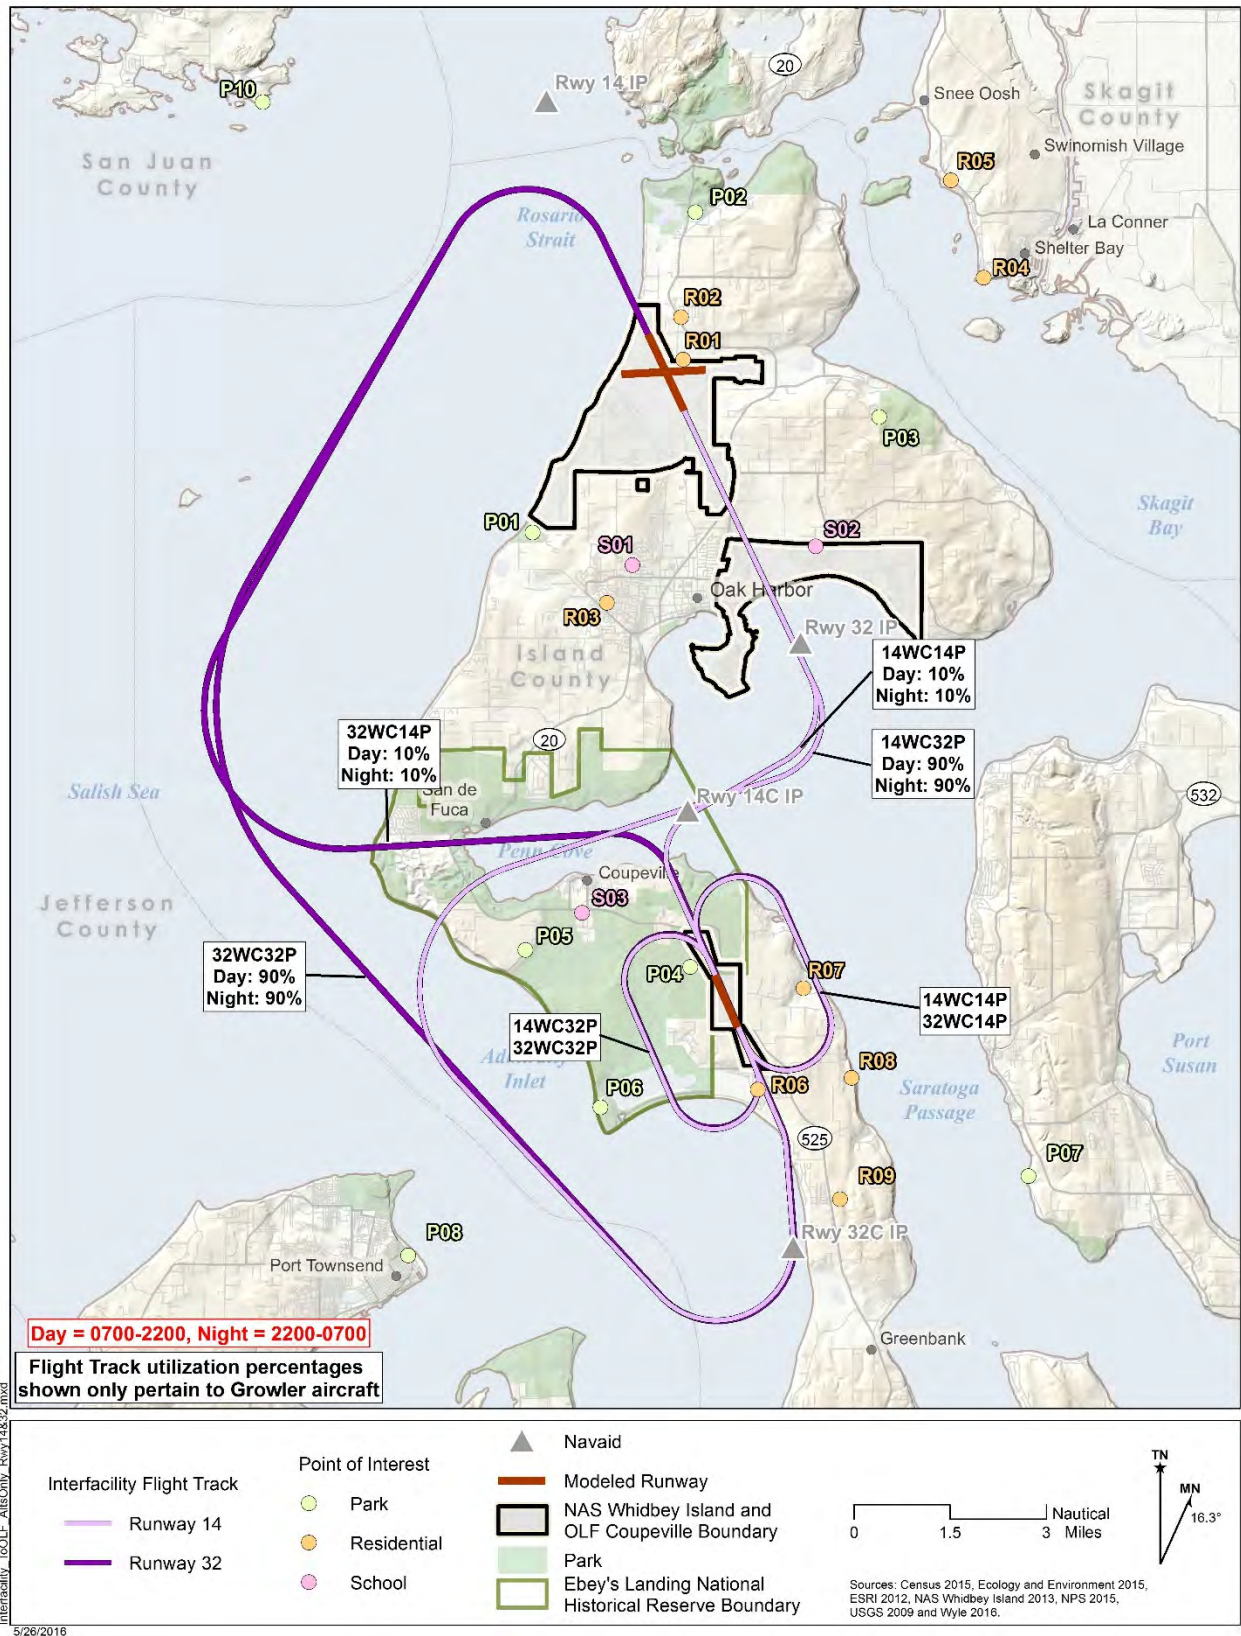 Rwy 14 IP
20
Snee Oosh
Skagit
County
P10
Swinomish Village
San Juan
County
R05
P02
Rosario
Strait
La Conner
Shelter Bay
R04
R02
R01
P03
Skagit
Bay
P01
S02
S01
Oak Harbor
R03
Rwy 32 IP
Island
County
14WC14P
Day: 10%
Night: 10%
32WC14P
Day: 10%
Night: 10%
20
14WC32P
Day: 90%
Night: 90%
Salish Sea
San de
Fuca
Rwy 14C IP
532
Penn Cove
Coupeville
Jefferson
County
S03
P05
32WC32P
Day: 90%
Night: 90%
P04
R07
14WC14P
32WC14P
14WC32P
32WC32P
Admiralty
Inlet
Port
Susan
R08
R06
Saratoga
Passage
P06
525
P07
R09
P08
Rwy 32C IP
Port Townsend
Day = 0700-2200, Night = 2200-0700
Greenbank
Flight Track utilization percentages
shown only pertain to Growler aircraft
Interfacility_ToOLF_AltsOnly_Rwy14&32.mxd
Interfacility Flight Track
Runway 14
Runway 32
Point of Interest
Park
Residential
School
Navaid
Modeled Runway
NAS Whidbey Island and
OLF Coupeville Boundary
Park
Ebey's Landing National
Historical Reserve Boundary
0 1.5 3 Nautical
Miles
TN
MN
16.3°
Sources: Census 2015, Ecology and Environment 2015,
ESRI 2012, NAS Whidbey Island 2013, NPS 2015,
USGS 2009 and Wyle 2016.
5/26/2016